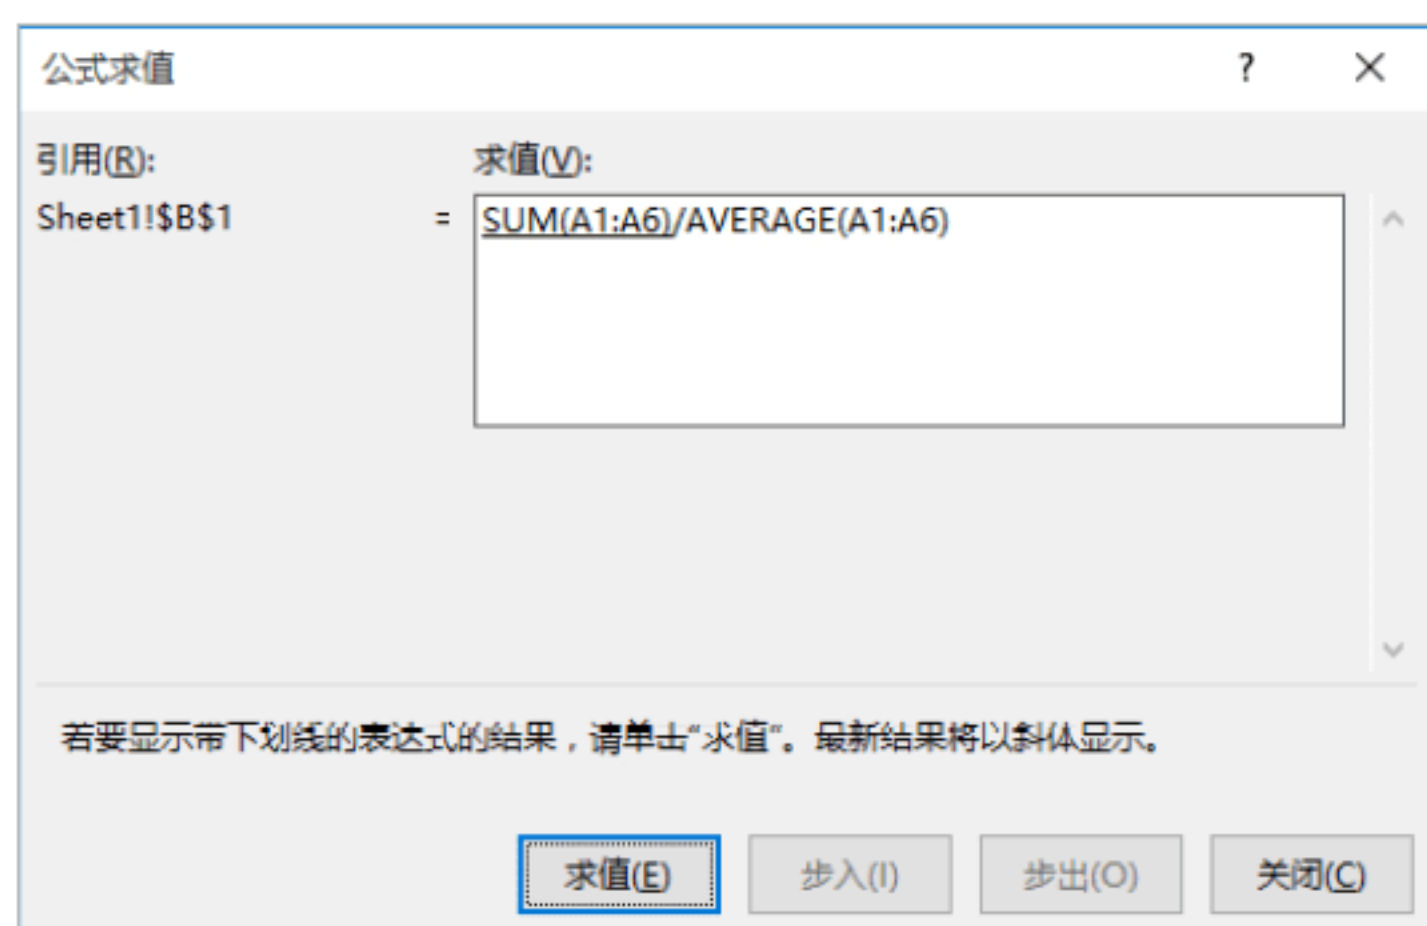 公式求值
?
引用(R):
求值(V):
Sheet1!$B$1
=
SUM(A1:A6)/AVERAGE(A1:A6)
若要显示带下划线的表达式的结果，请单击“求值”。最新结果将以斜体显示。
求值(E)
步入(I)
步出(O)
关闭(C)